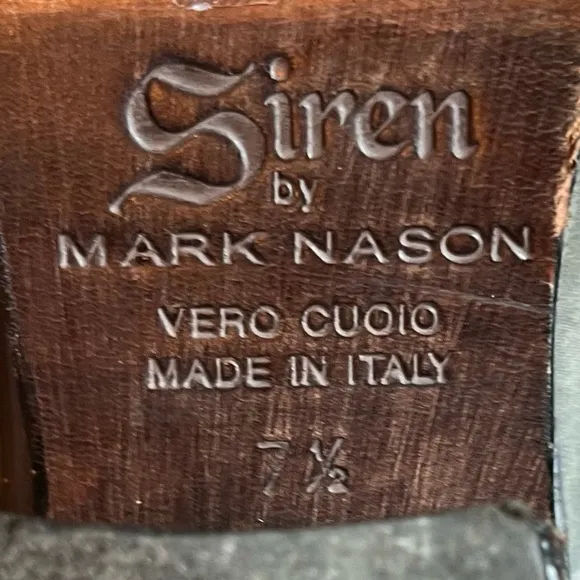 Siren
by
MARK NASON
VERO CUOIO
MADE IN ITALY
7 ½